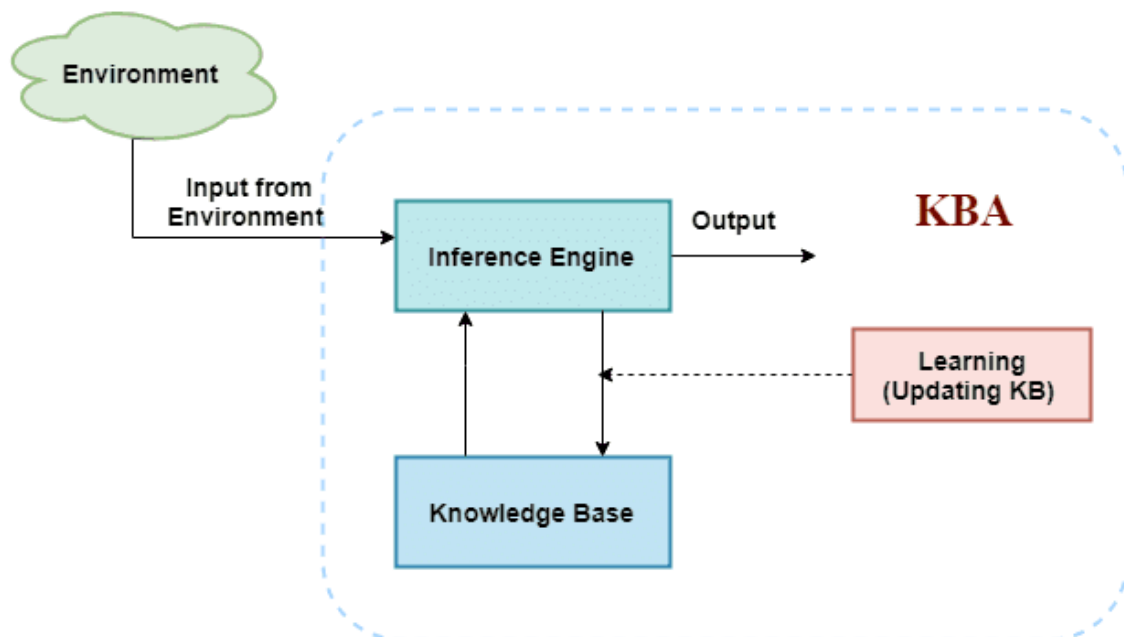 Environment
Input from
Environment
Inference Engine
Output
KBA
Learning
(Updating KB)
Knowledge Base